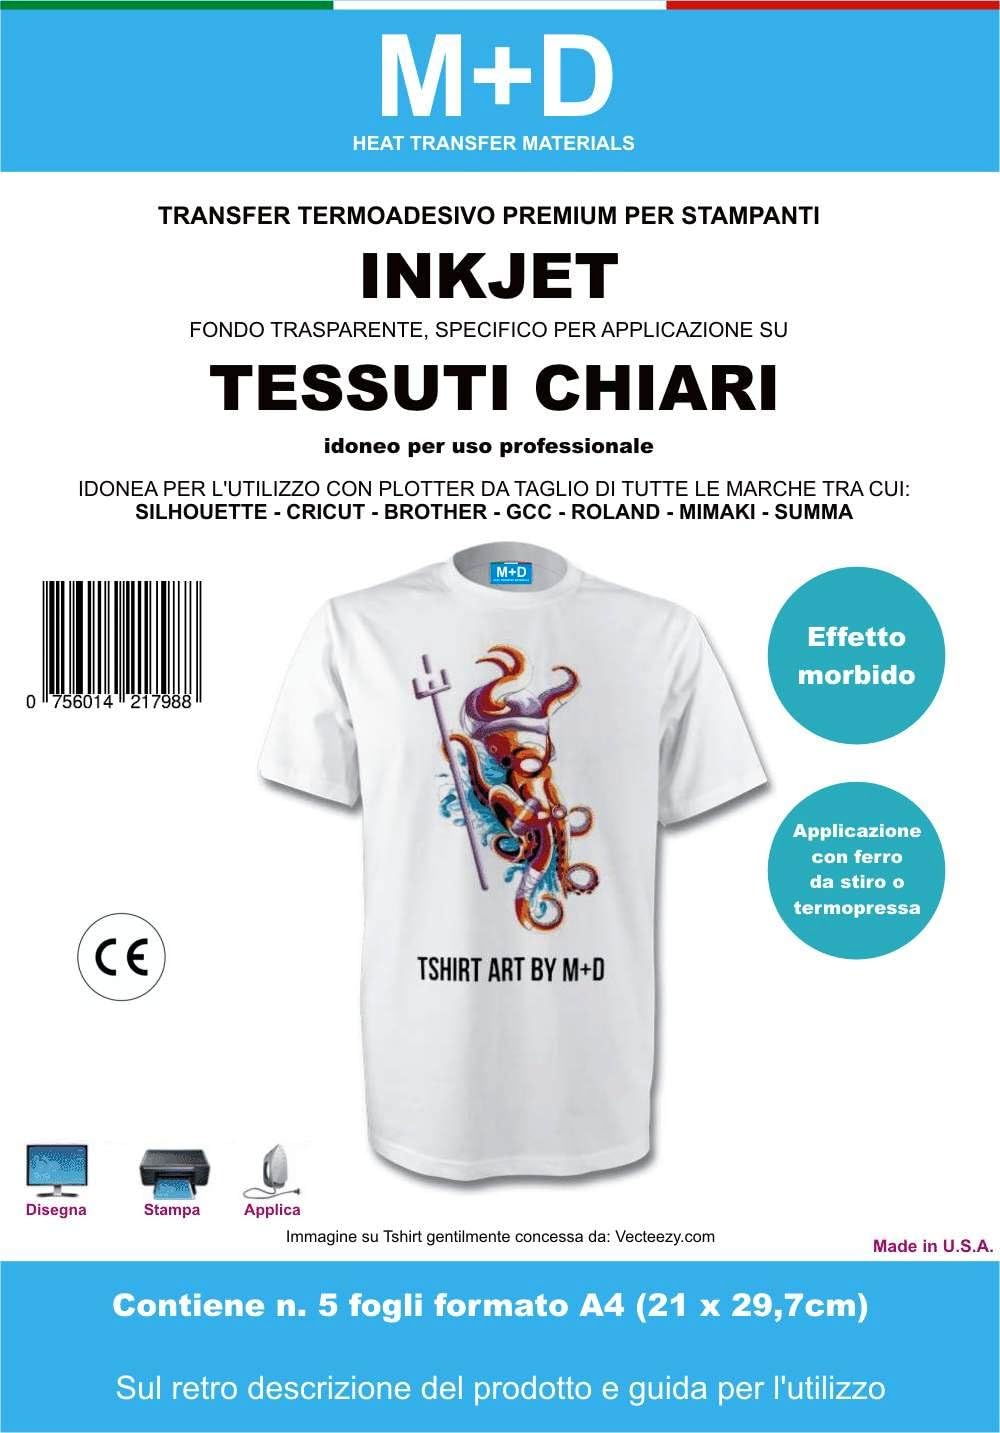 M+D
HEAT TRANSFER MATERIALS
TRANSFER TERMOADESIVO PREMIUM PER STAMPANTI
INKJET
FONDO TRASPARENTE, SPECIFICO PER APPLICAZIONE SU
TESSUTI CHIARI
idoneo per uso professionale
IDONEA PER L'UTILIZZO CON PLOTTER DA TAGLIO DI TUTTE LE MARCHE TRA CUI:
SILHOUETTE - CRICUT - BROTHER - GCC - ROLAND - MIMAKI - SUMMA
M+D
HEAT TRANSFER MATERIALS
0 756014 217988
Effetto
morbido
Applicazione
con ferro
da stiro o
termopressa
CE
TSHIRT ART BY M+D
Disegna
Stampa
Applica
Immagine su Tshirt gentilmente concessa da: Vecteezy.com
Made in U.S.A.
Contiene n. 5 fogli formato A4 (21 x 29,7cm)
Sul retro descrizione del prodotto e guida per l'utilizzo